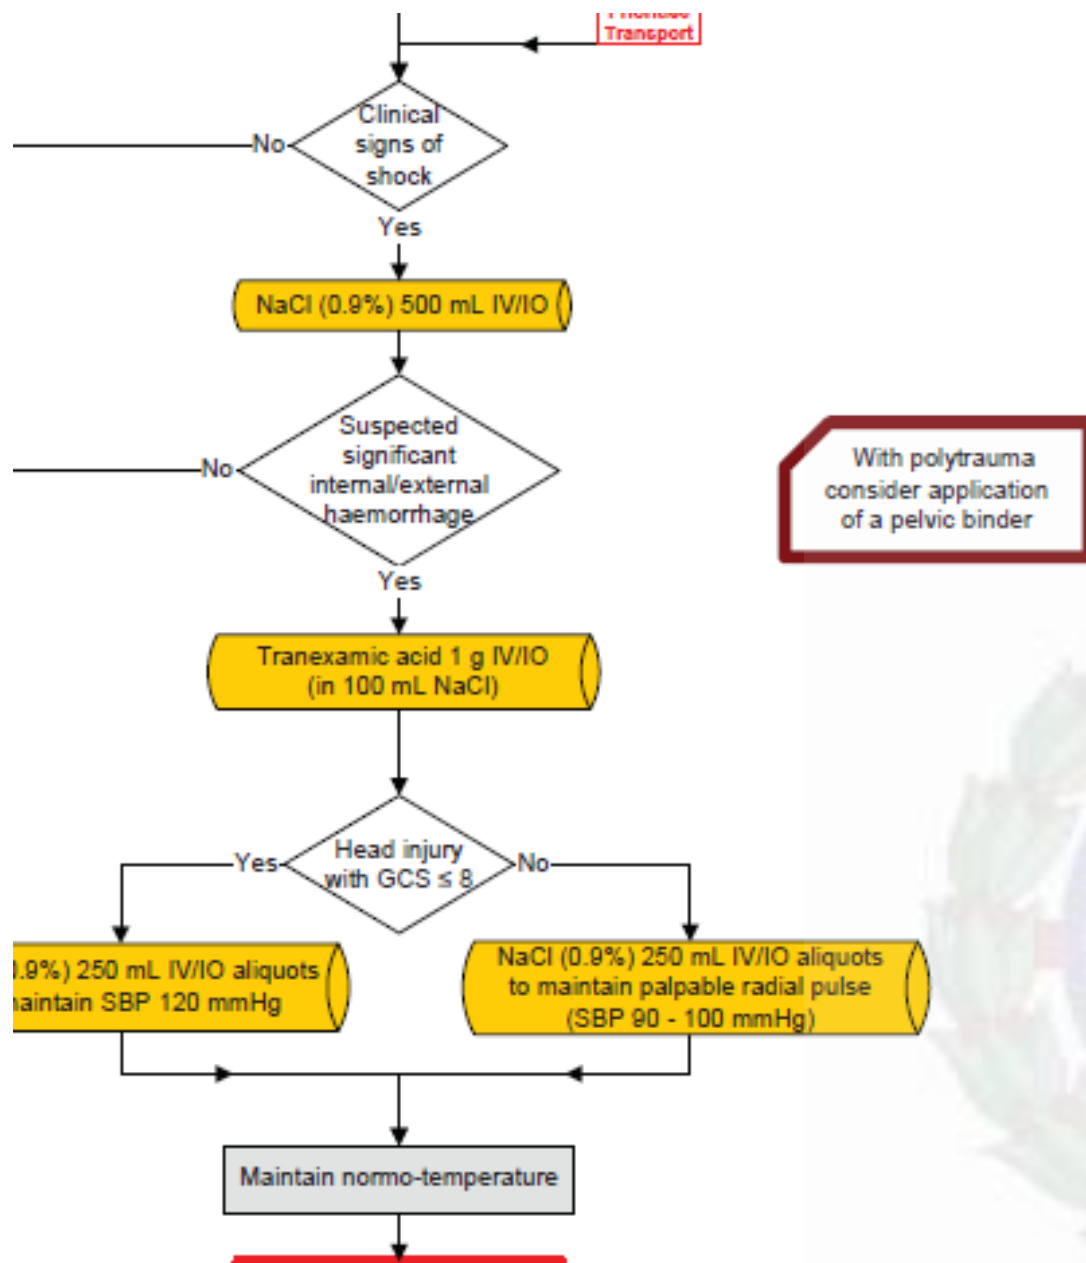 Transport
Clinical
signs of
shock
No
Yes
NaCl (0.9%) 500 mL IV/IO
Suspected
significant
internal/external
haemorrhage
No
With polytrauma
consider application
of a pelvic binder
Yes
Tranexamic acid 1 g IV/IO
(in 100 mL NaCl)
Head injury
with GCS ≤ 8
Yes
No
0.9%) 250 mL IV/IO aliquots
maintain SBP 120 mmHg
NaCl (0.9%) 250 mL IV/IO aliquots
to maintain palpable radial pulse
(SBP 90 - 100 mmHg)
Maintain normo-temperature